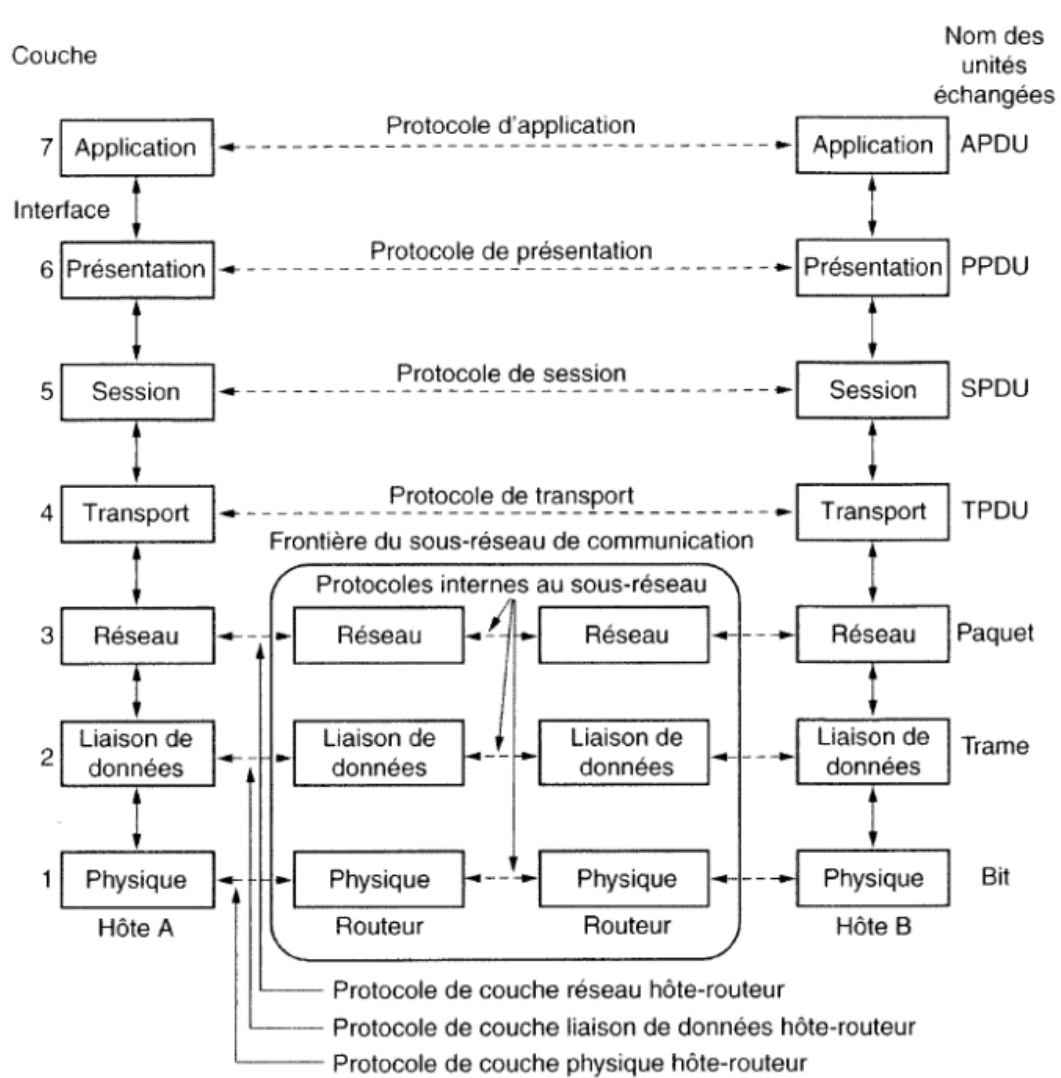 Couche
Nom des
unités
échangées
7
Application
Protocole d'application
Application
APDU
Interface
6
Présentation
Protocole de présentation
Présentation
PPDU
5
Session
Protocole de session
Session
SPDU
4
Transport
Protocole de transport
Transport
TPDU
Frontière du sous-réseau de communication
Protocoles internes au sous-réseau
3
Réseau
Réseau
Réseau
Réseau
Paquet
2
Liaison de
données
Liaison de
données
Liaison de
données
Liaison de
données
Trame
1
Physique
Physique
Physique
Physique
Bit
Hôte A
Routeur
Routeur
Hôte B
Protocole de couche réseau hôte-routeur
Protocole de couche liaison de données hôte-routeur
Protocole de couche physique hôte-routeur